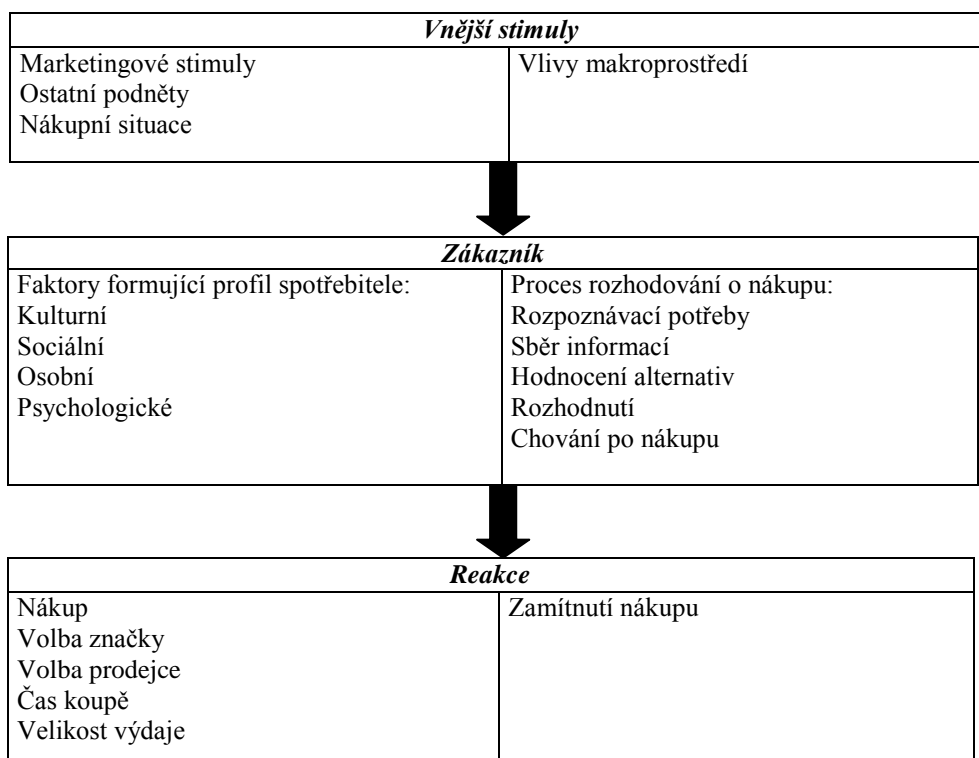 Vnější stimuly
Marketingové stimuly
Ostatní podněty
Nákupní situace
Vlivy makroprostředí
Zákazník
Faktory formující profil spotřebitele:
Kulturní
Sociální
Osobní
Psychologické
Proces rozhodování o nákupu:
Rozpoznávací potřeby
Sběr informací
Hodnocení alternativ
Rozhodnutí
Chování po nákupu
Reakce
Nákup
Volba značky
Volba prodejce
Čas koupě
Velikost výdaje
Zamítnutí nákupu